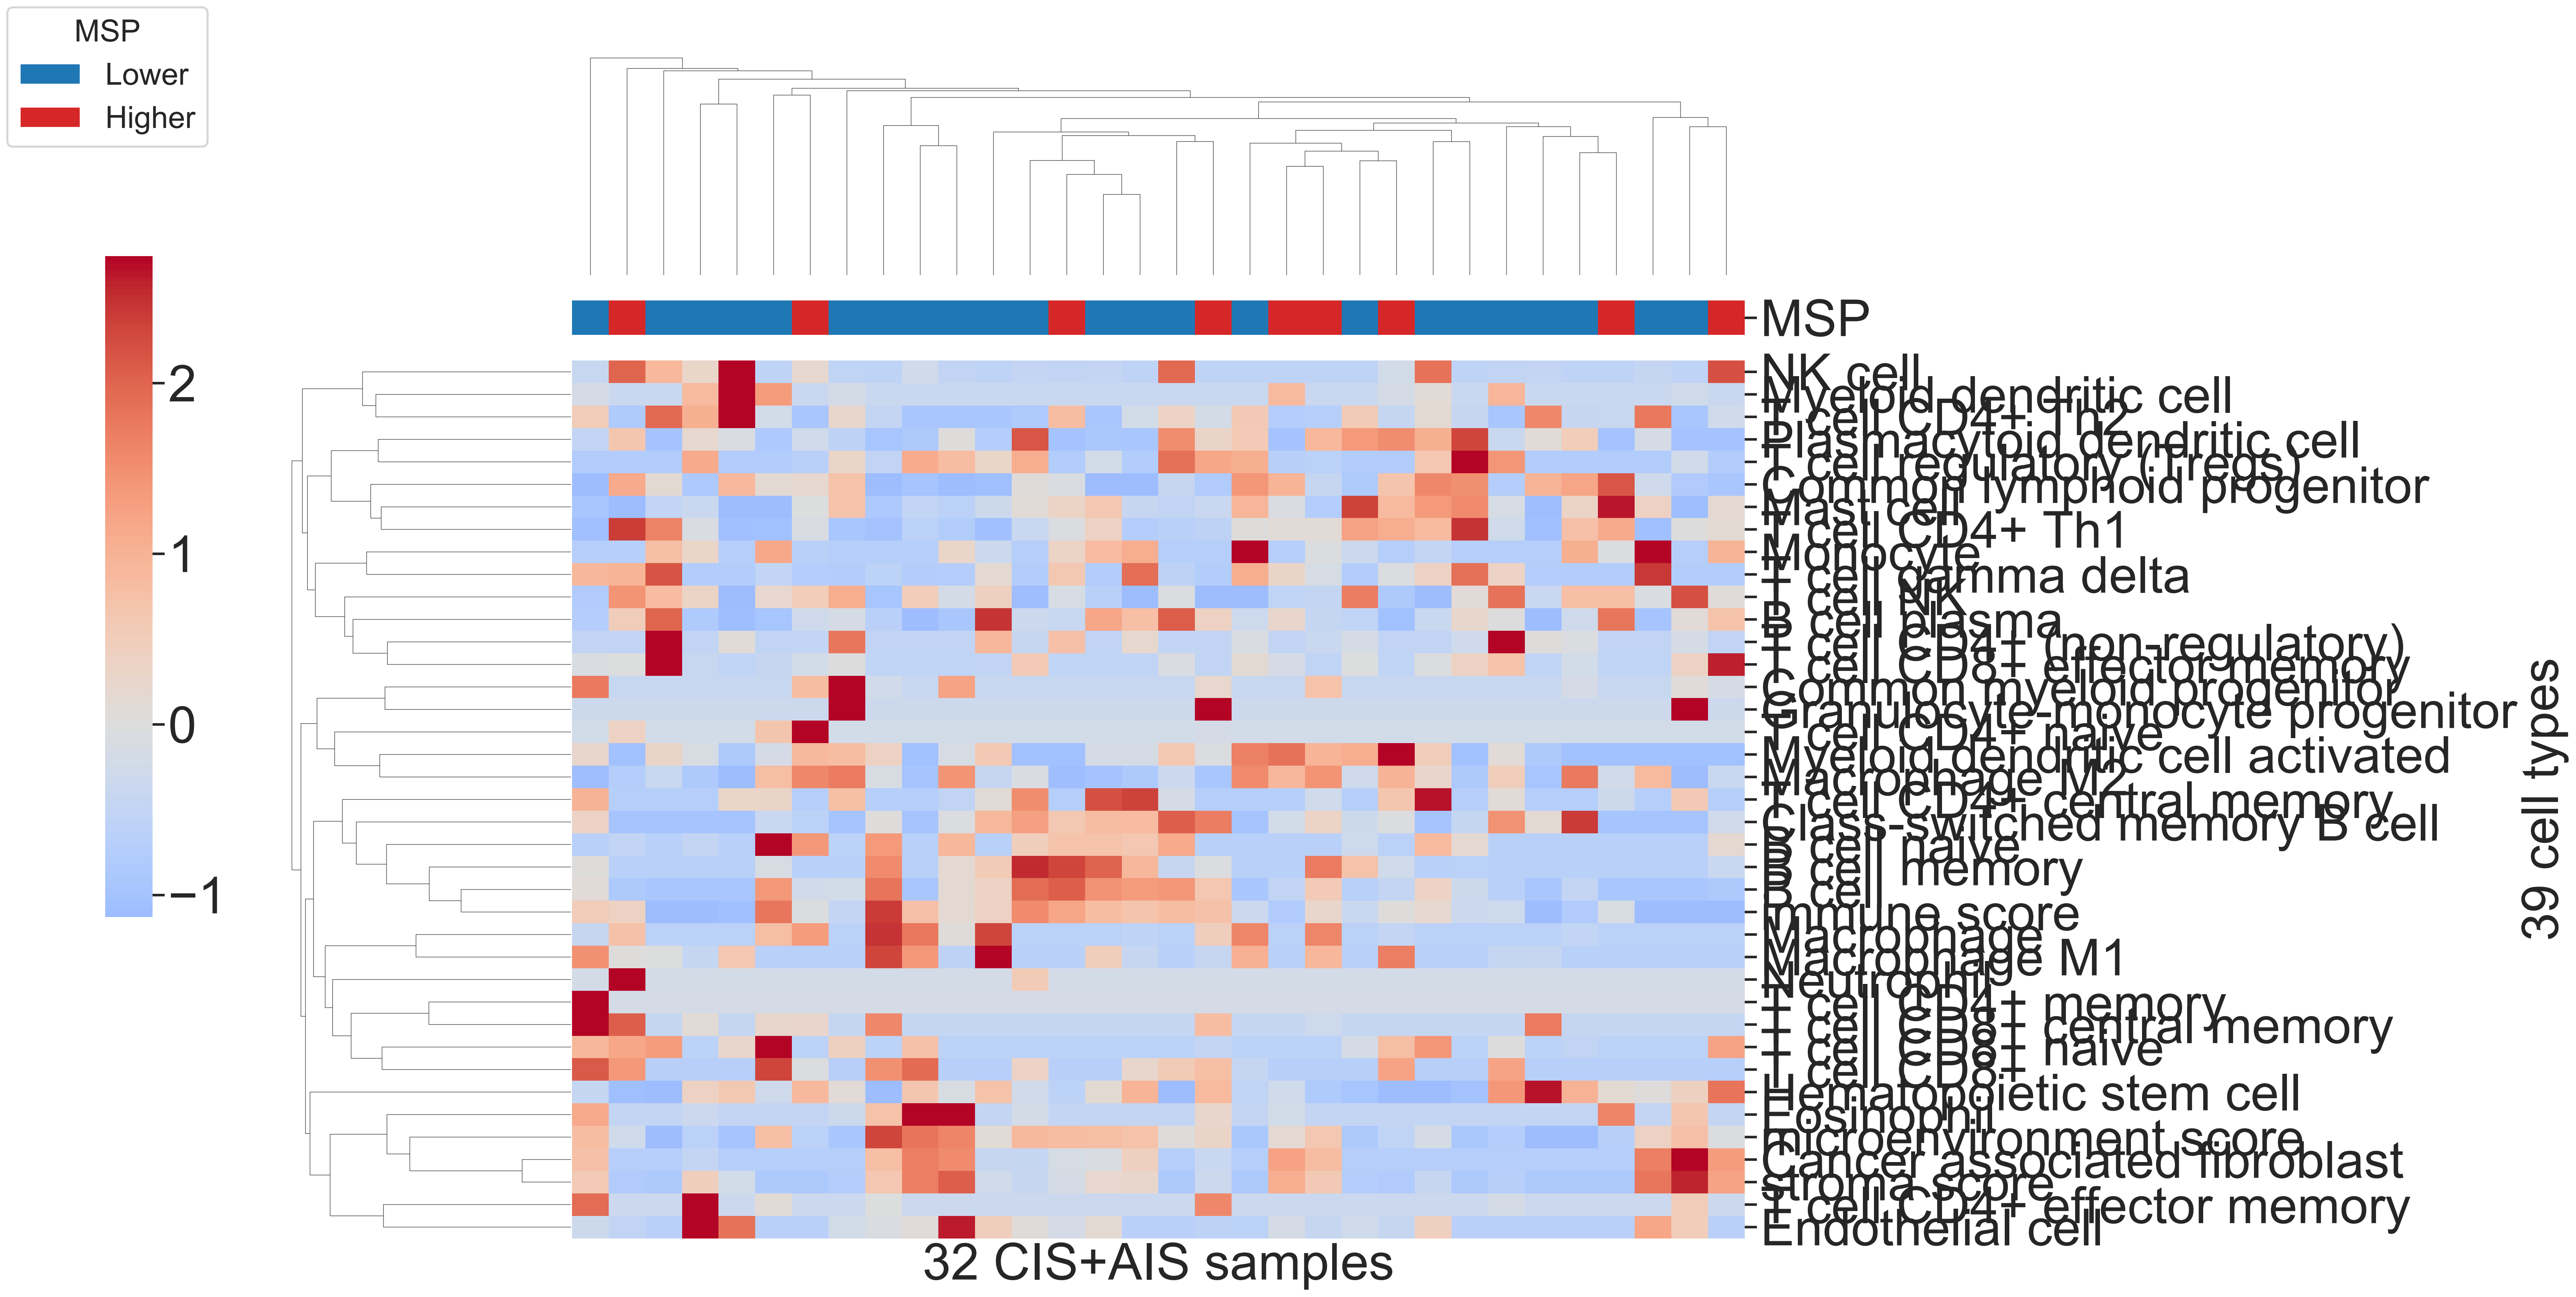 MSP
Lower
Higher
2
1
0
−1
MSP
NK cell
Myeloid dendritic cell
T cell CD4+ Th2
Plasmacytoid dendritic cell
T cell regulatory (Tregs)
Common lymphoid progenitor
Mast cell
T cell CD4+ Th1
Monocyte
T cell gamma delta
T cell NK
B cell plasma
T cell CD4+ (non-regulatory)
T cell CD8+ effector memory
Common myeloid progenitor
Granulocyte-monocyte progenitor
T cell CD4+ naive
Myeloid dendritic cell activated
Macrophage M2
T cell CD4+ central memory
Class-switched memory B cell
B cell naive
B cell memory
B cell
immune score
Macrophage
Macrophage M1
Neutrophil
T cell CD4+ memory
T cell CD8+ central memory
T cell CD8+ naive
T cell CD8+
Hematopoietic stem cell
Eosinophil
microenvironment score
Cancer associated fibroblast
stroma score
T cell CD4+ effector memory
Endothelial cell
39 cell types
32 CIS+AIS samples